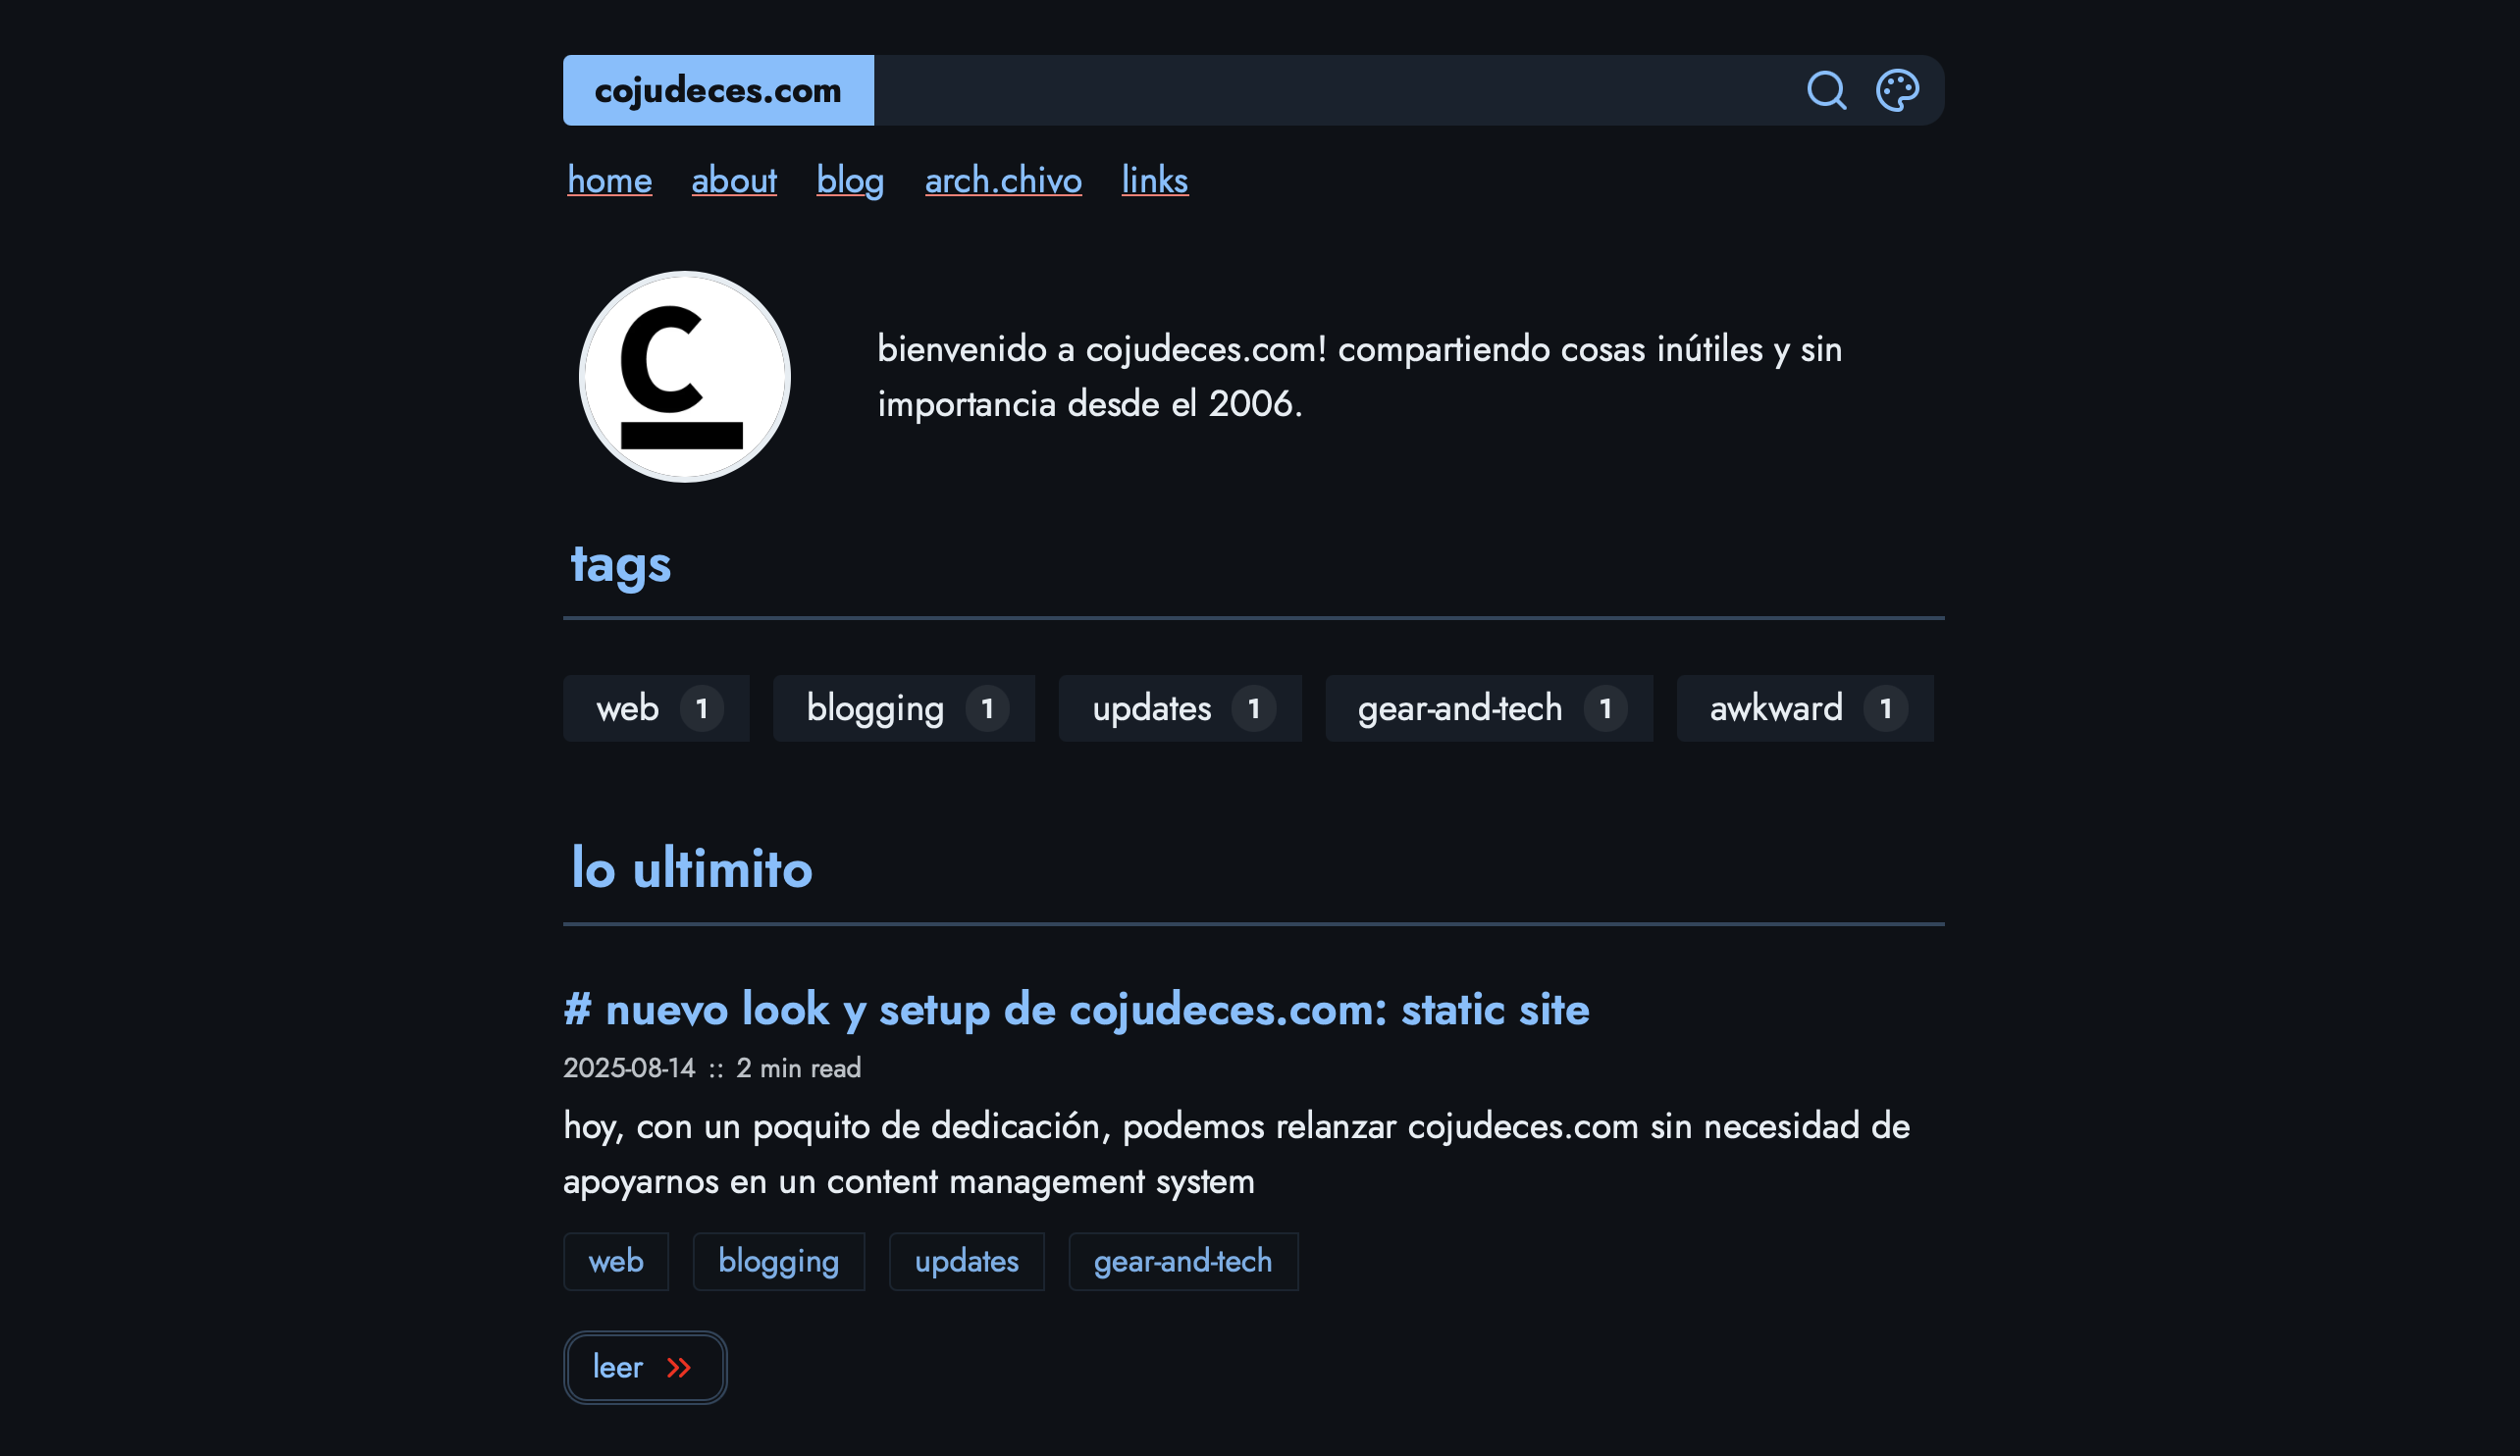 cojudeces.com
home about blog arch.chivo links
C
bienvenido a cojudeces.com! compartiendo cosas inútiles y sin
importancia desde el 2006.
tags
web 1 blogging 1 updates 1 gear-and-tech 1 awkward 1
lo ultimito
# nuevo look y setup de cojudeces.com: static site
2025-08-14 :: 2 min read
hoy, con un poquito de dedicación, podemos relanzar cojudeces.com sin necesidad de
apoyarnos en un content management system
web blogging updates gear-and-tech
leer »